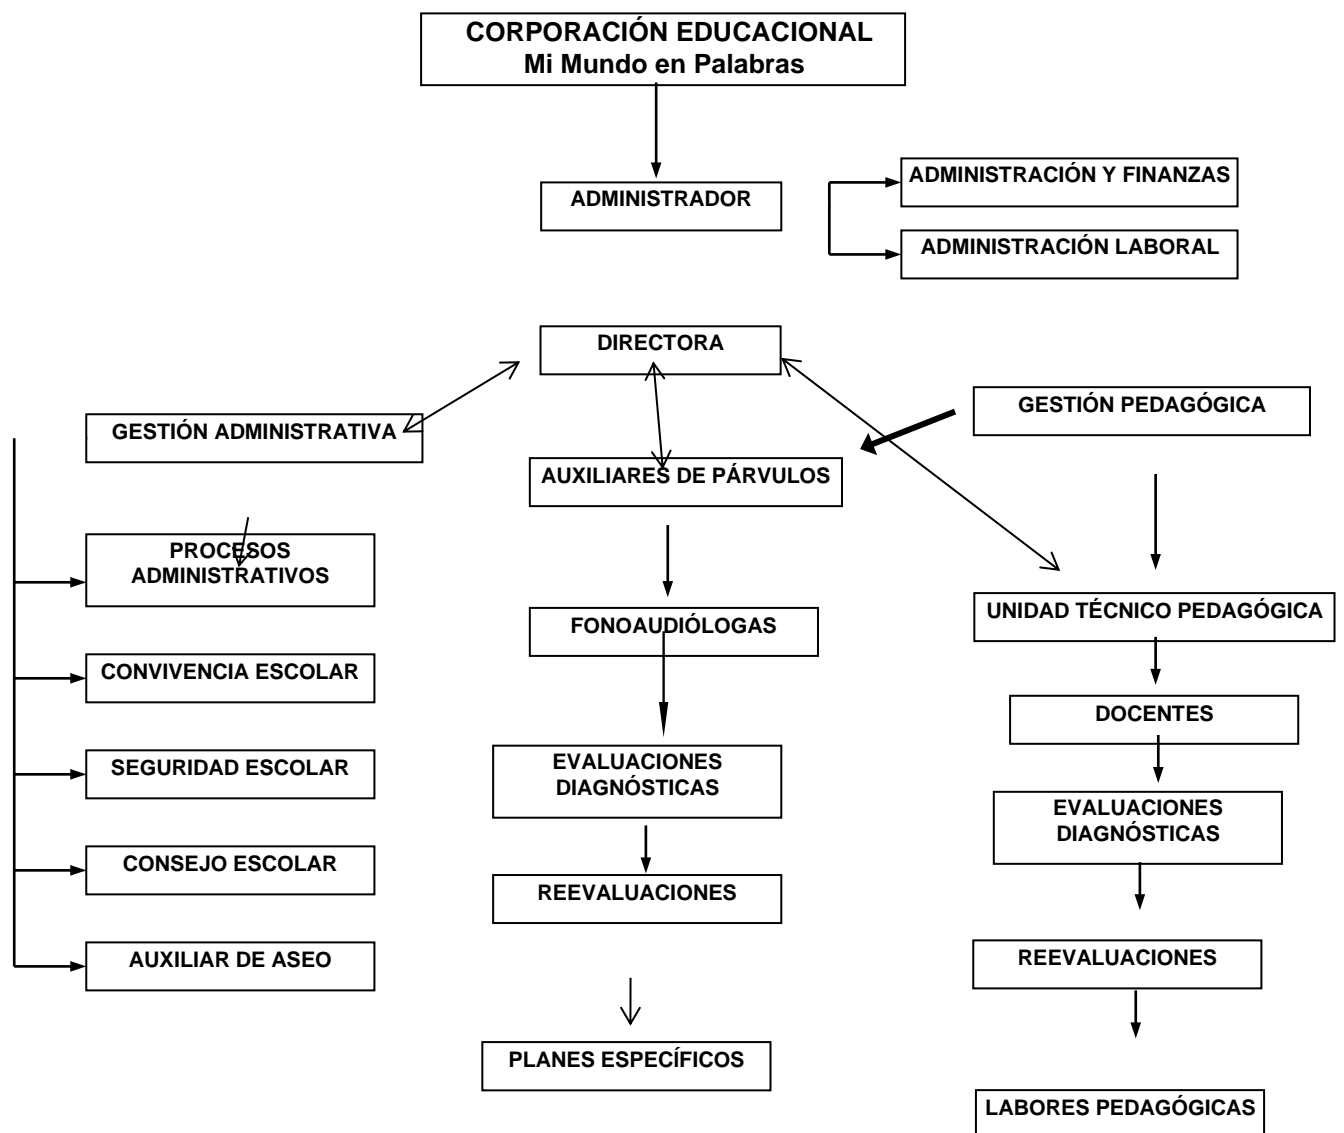 CORPORACIÓN EDUCACIONAL
Mi Mundo en Palabras
ADMINISTRADOR
ADMINISTRACIÓN Y FINANZAS
ADMINISTRACIÓN LABORAL
DIRECTORA
GESTIÓN ADMINISTRATIVA
GESTIÓN PEDAGÓGICA
AUXILIARES DE PÁRVULOS
PROCESOS
ADMINISTRATIVOS
FONOAUDIÓLOGAS
UNIDAD TÉCNICO PEDAGÓGICA
CONVIVENCIA ESCOLAR
DOCENTES
SEGURIDAD ESCOLAR
EVALUACIONES
DIAGNÓSTICAS
EVALUACIONES
DIAGNÓSTICAS
CONSEJO ESCOLAR
REEVALUACIONES
AUXILIAR DE ASEO
REEVALUACIONES
PLANES ESPECÍFICOS
LABORES PEDAGÓGICAS